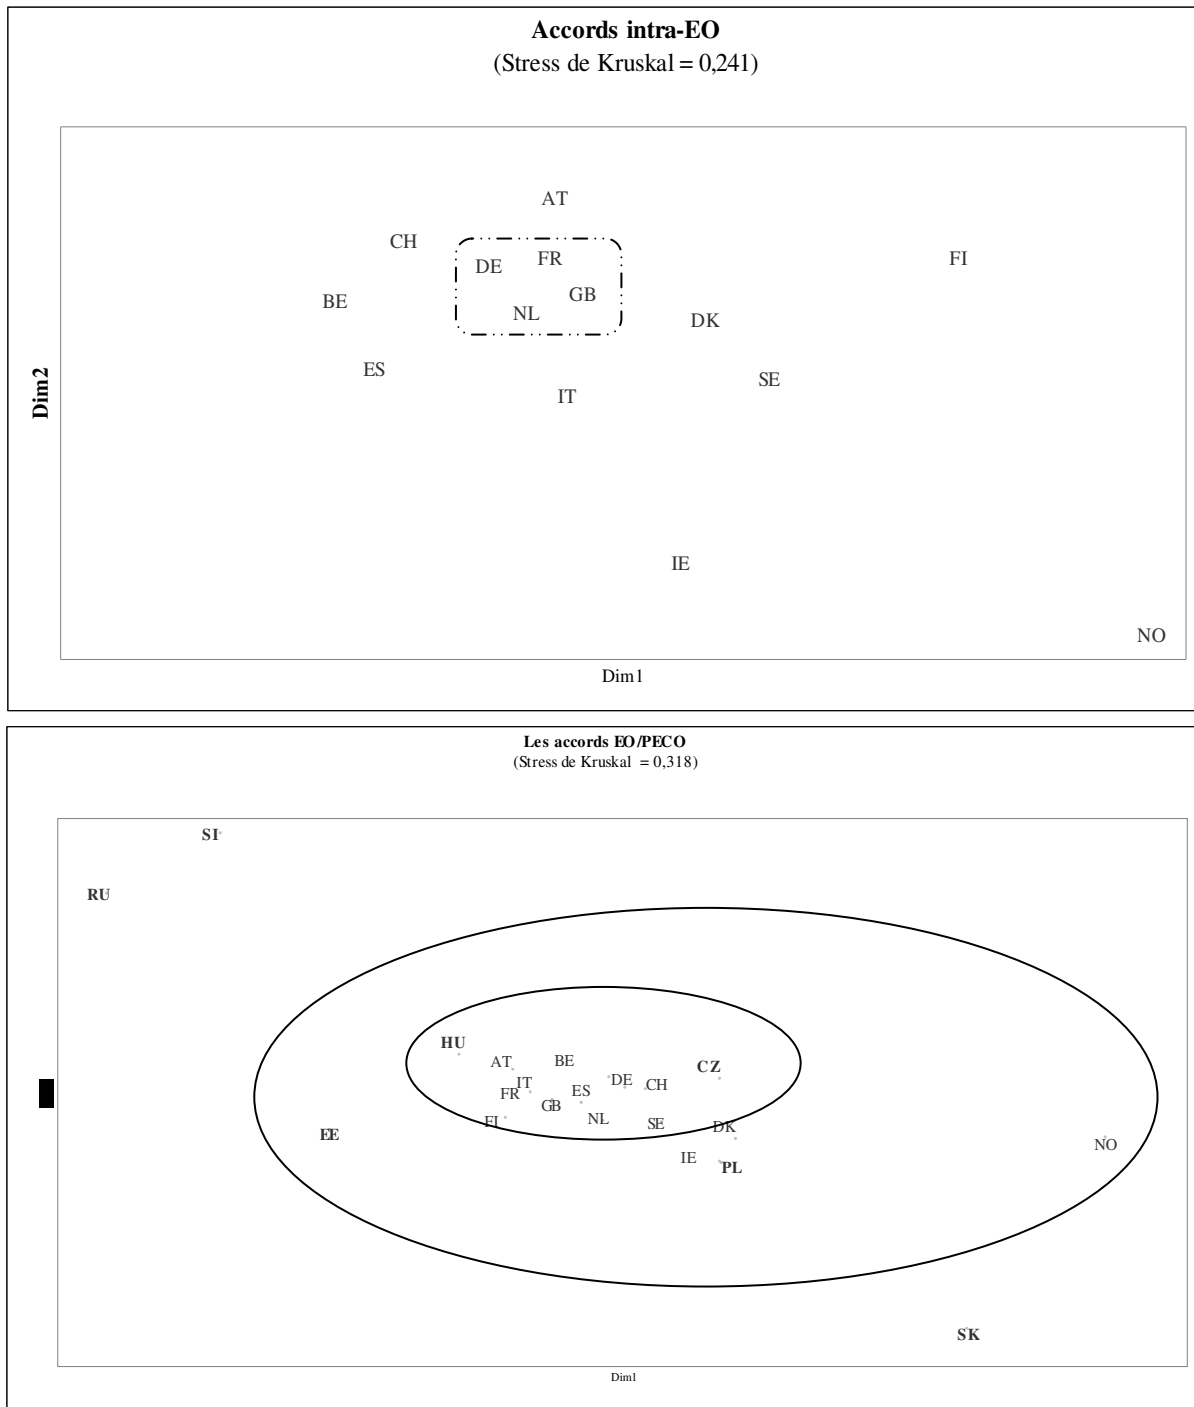 Accords intra-EO
(Stress de Kruskal = 0,241)
AT
CH
FR
FI
DE
GB
BE
NL
DK
ES
SE
Dim2
IT
IE
NO
Dim1
Les accords EO/PECO
(Stress de Kruskal = 0,318)
SI
RU
HU
AT
BE
CZ
IT
DE
CH
FR
ES
GB
FI
NL
SE
DK
EE
NO
IE
PL
SK
Dim1